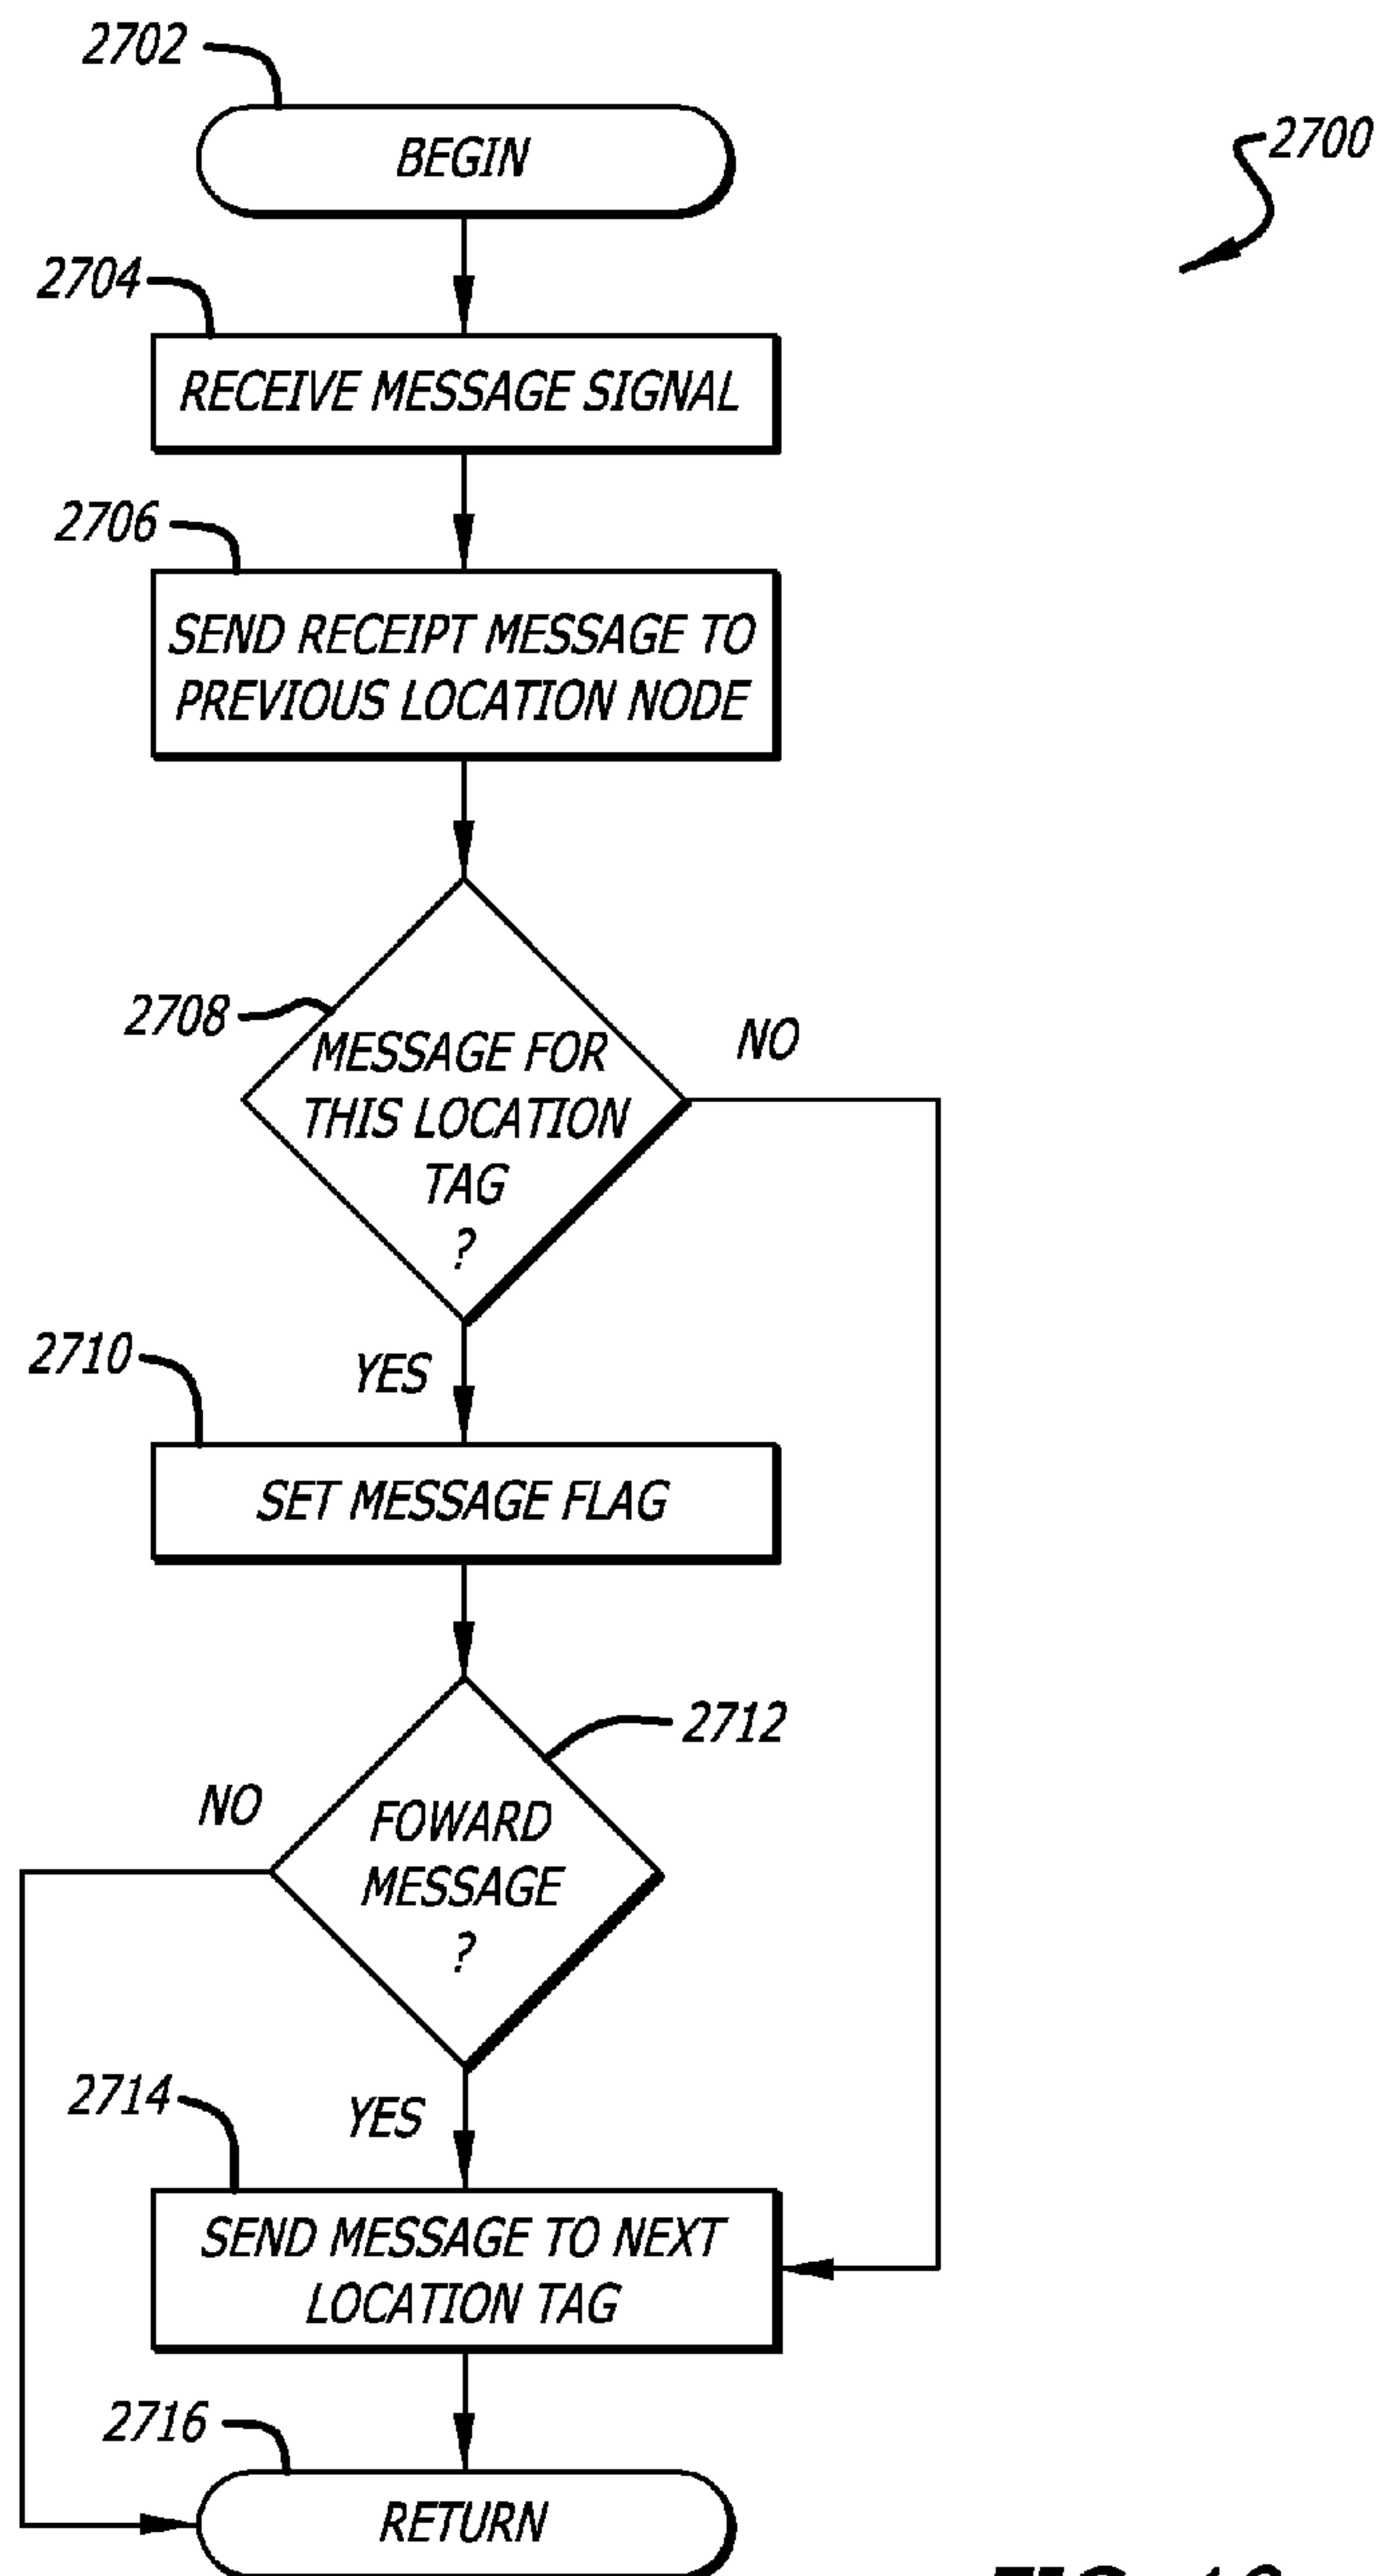 2702
BEGIN
2700
2704
RECEIVE MESSAGE SIGNAL
2706
SEND RECEIPT MESSAGE TO
PREVIOUS LOCATION NODE
2708
MESSAGE FOR
THIS LOCATION
TAG
?
NO
YES
2710
SET MESSAGE FLAG
2712
NO
FOWARD
MESSAGE
?
YES
2714
SEND MESSAGE TO NEXT
LOCATION TAG
2716
RETURN